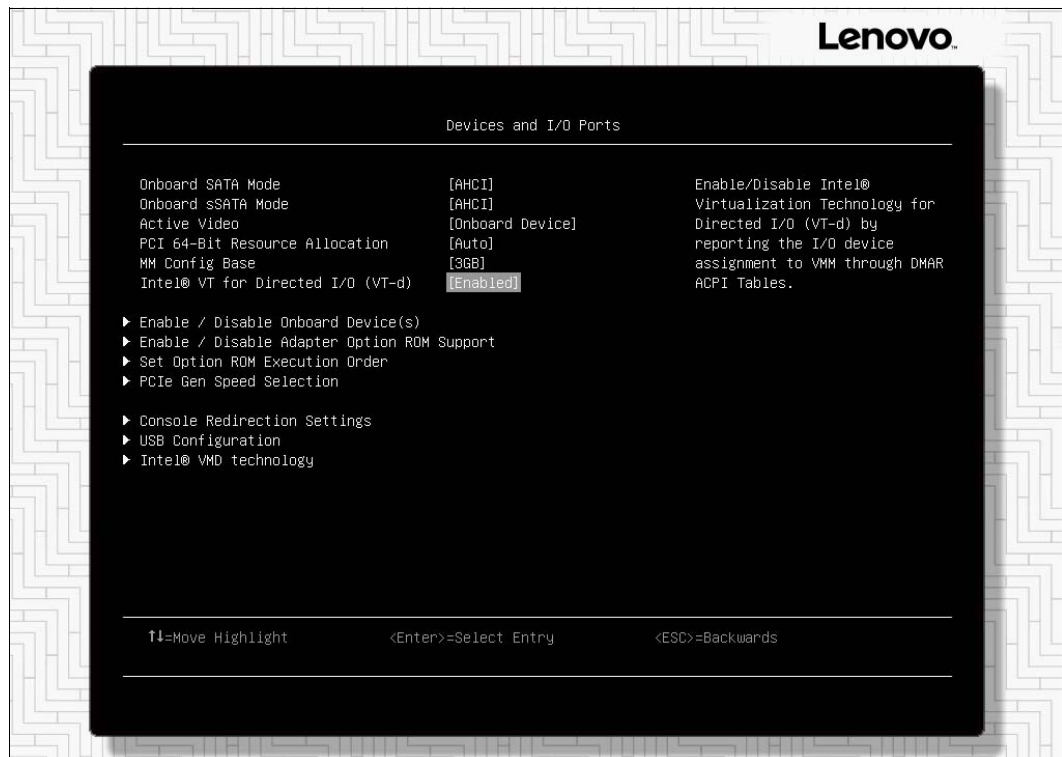 Lenovo™
Devices and I/O Ports
Onboard SATA Mode [AHCI]
Onboard sSATA Mode [AHCI]
Active Video [Onboard Device]
PCI 64-Bit Resource Allocation [Auto]
MM Config Base [3GB]
Intel® VT for Directed I/O (VT-d) [Enabled]
Enable/Disable Intel®
Virtualization Technology for
Directed I/O (VT-d) by
reporting the I/O device
assignment to VMM through DMAR
ACPI Tables.
▶ Enable / Disable Onboard Device(s)
▶ Enable / Disable Adapter Option ROM Support
▶ Set Option ROM Execution Order
▶ PCIe Gen Speed Selection
▶ Console Redirection Settings
▶ USB Configuration
▶ Intel® VMD technology
↑↓=Move Highlight <Enter>=Select Entry <ESC>=Backwards